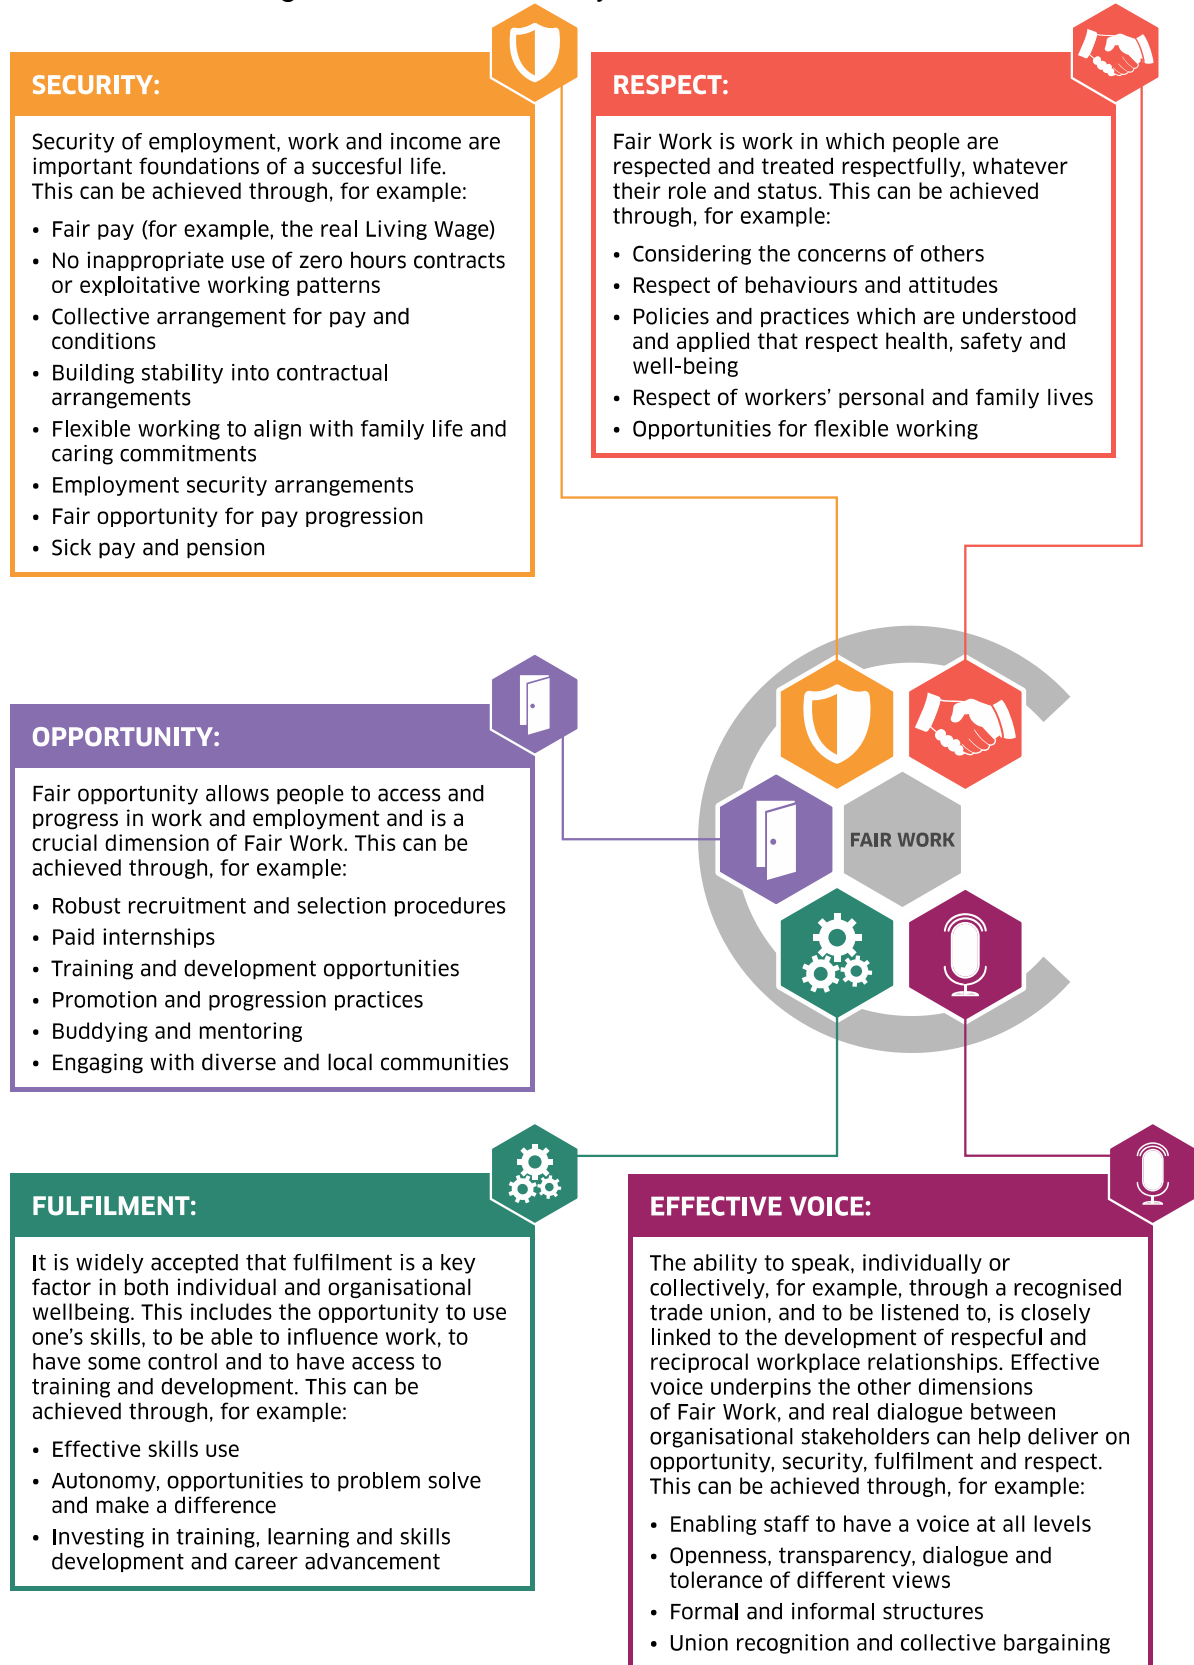 SECURITY:
Security of employment, work and income are
important foundations of a succesful life.
This can be achieved through, for example:
• Fair pay (for example, the real Living Wage)
• No inappropriate use of zero hours contracts
or exploitative working patterns
• Collective arrangement for pay and
conditions
• Building stability into contractual
arrangements
• Flexible working to align with family life and
caring commitments
• Employment security arrangements
• Fair opportunity for pay progression
• Sick pay and pension
RESPECT:
Fair Work is work in which people are
respected and treated respectfully, whatever
their role and status. This can be achieved
through, for example:
• Considering the concerns of others
• Respect of behaviours and attitudes
• Policies and practices which are understood
and applied that respect health, safety and
well-being
• Respect of workers' personal and family lives
• Opportunities for flexible working
OPPORTUNITY:
Fair opportunity allows people to access and
progress in work and employment and is a
crucial dimension of Fair Work. This can be
achieved through, for example:
• Robust recruitment and selection procedures
• Paid internships
• Training and development opportunities
• Promotion and progression practices
• Buddying and mentoring
• Engaging with diverse and local communities
FAIR WORK
FULFILMENT:
It is widely accepted that fulfilment is a key
factor in both individual and organisational
wellbeing. This includes the opportunity to use
one's skills, to be able to influence work, to
have some control and to have access to
training and development. This can be
achieved through, for example:
• Effective skills use
• Autonomy, opportunities to problem solve
and make a difference
• Investing in training, learning and skills
development and career advancement
EFFECTIVE VOICE:
The ability to speak, individually or
collectively, for example, through a recognised
trade union, and to be listened to, is closely
linked to the development of respecful and
reciprocal workplace relationships. Effective
voice underpins the other dimensions
of Fair Work, and real dialogue between
organisational stakeholders can help deliver on
opportunity, security, fulfilment and respect.
This can be achieved through, for example:
• Enabling staff to have a voice at all levels
• Openness, transparency, dialogue and
tolerance of different views
• Formal and informal structures
• Union recognition and collective bargaining